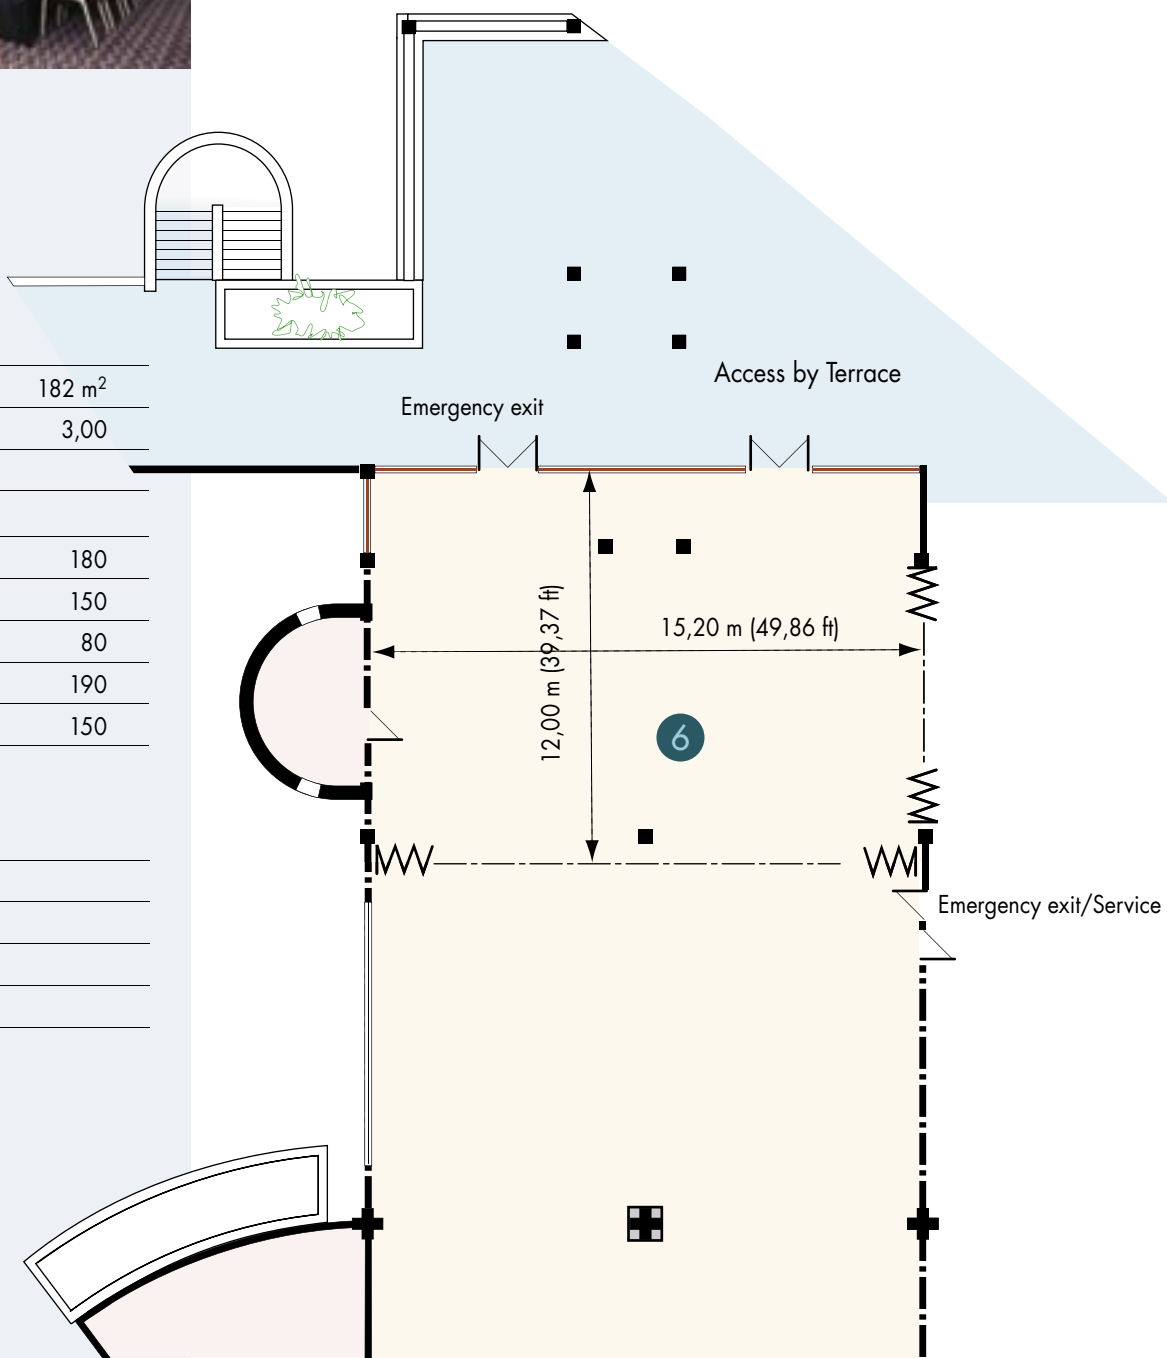 182 m²
3,00
180
150
80
190
150
Access by Terrace
Emergency exit
12,00 m (39,37 ft)
15,20 m (49,86 ft)
6
Emergency exit/Service